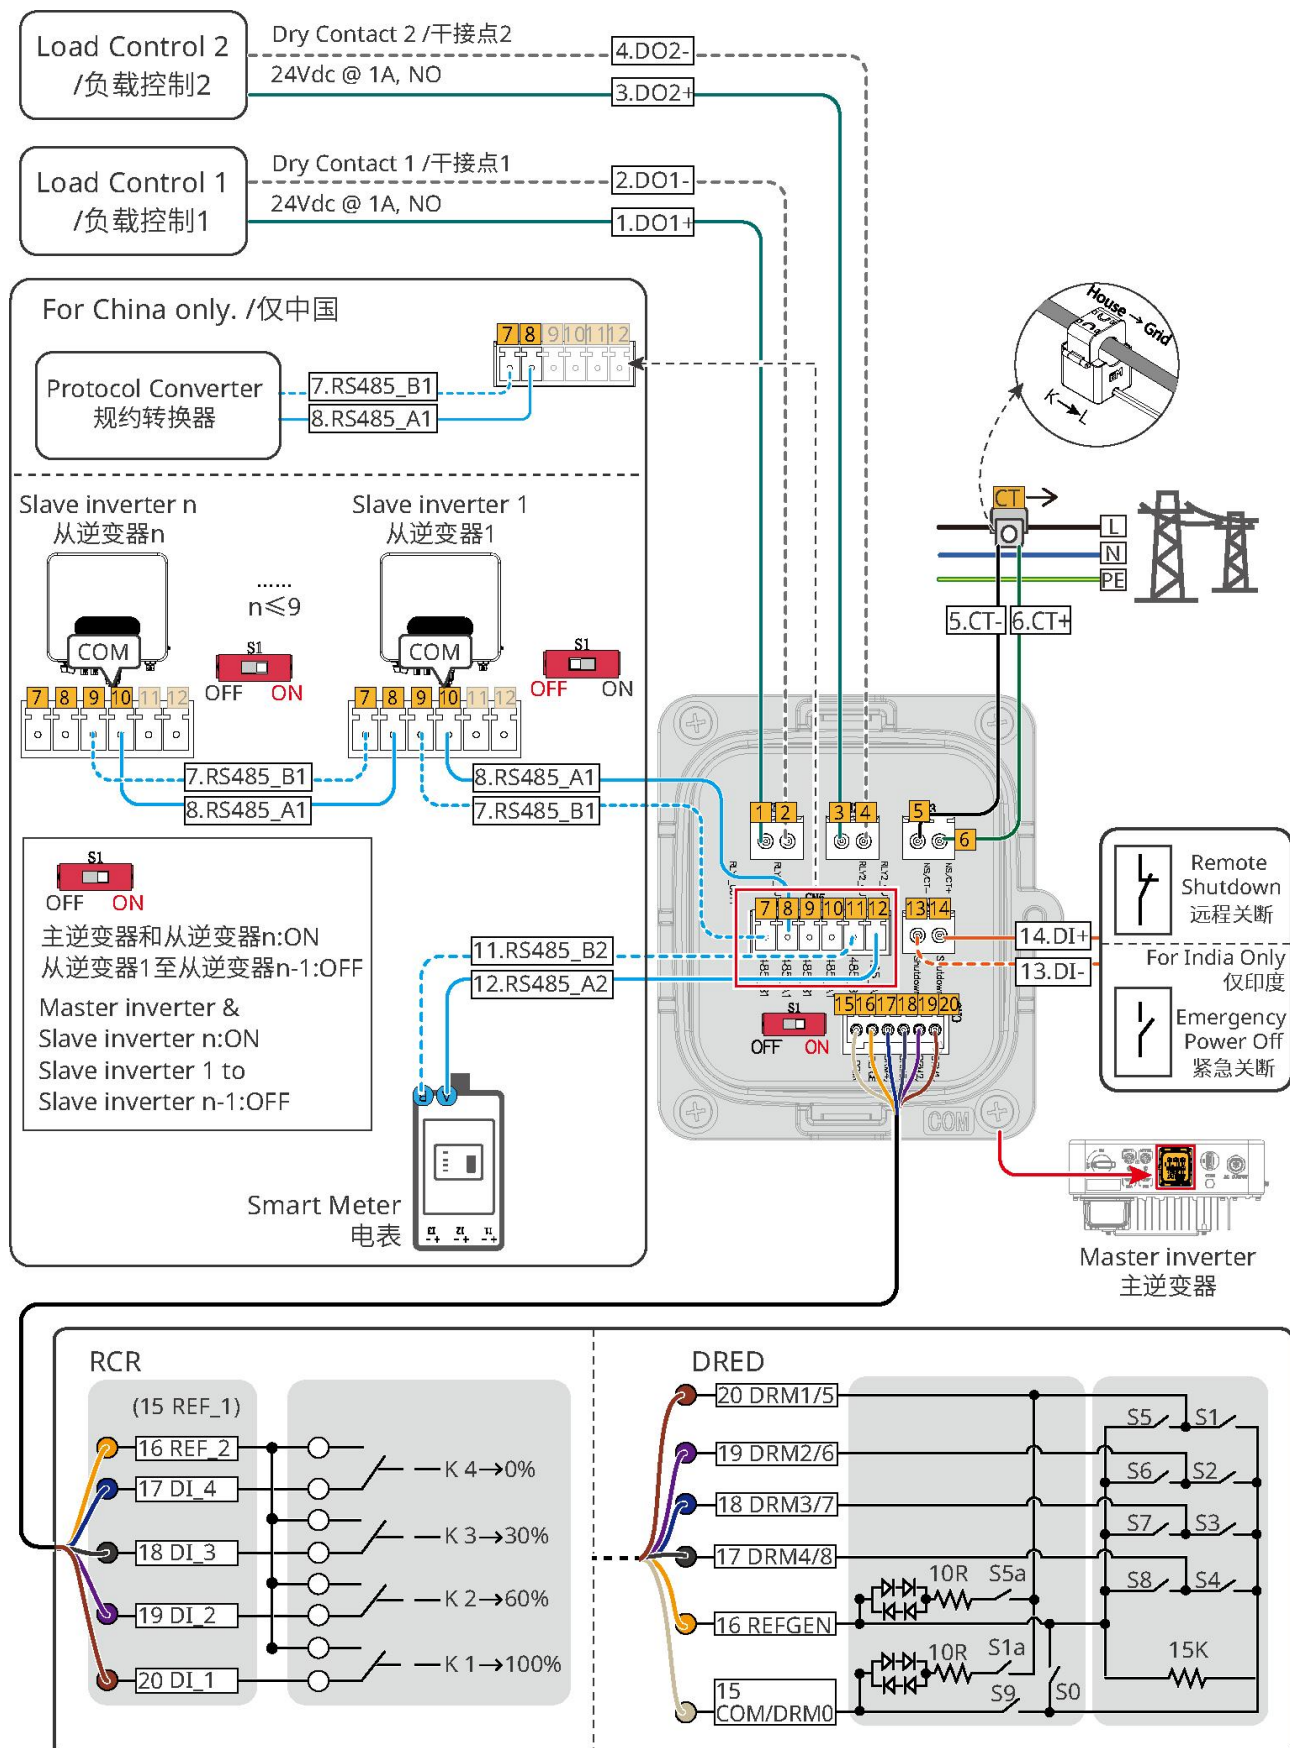 Load Control 2
/负载控制2
Dry Contact 2 /干接点2
24Vdc @ 1A, NO
4.DO2-
3.DO2+
Load Control 1
/负载控制1
Dry Contact 1 /干接点1
24Vdc @ 1A, NO
2.DO1-
1.DO1+
For China only. /仅中国
7 8 9 10 11 12
Protocol Converter
规约转换器
7.RS485_B1
8.RS485_A1
House → Grid
K→L
CT
L
N
PE
5.CT-
6.CT+
Slave inverter n
从逆变器n
Slave inverter 1
从逆变器1
......
n≤9
COM
S1
OFF ON
COM
S1
OFF ON
7 8 9 10 11 12
7 8 9 10 11 12
7.RS485_B1
8.RS485_A1
8.RS485_A1
7.RS485_B1
S1
OFF ON
主逆变器和从逆变器n:ON
从逆变器1至从逆变器n-1:OFF
Master inverter &
Slave inverter n:ON
Slave inverter 1 to
Slave inverter n-1:OFF
1 2
3 4
5
6
NS/CT-
NS/CT+
7 8 9 10 11 12
13 14
11.RS485_B2
12.RS485_A2
15 16 17 18 19 20
S1
OFF ON
COM
14.DI+
13.DI-
Remote
Shutdown
远程关断
For India Only
仅印度
Emergency
Power Off
紧急关断
B A
Smart Meter
电表
Master inverter
主逆变器
RCR
(15 REF_1)
16 REF_2
17 DI_4
18 DI_3
19 DI_2
20 DI_1
K 4→0%
K 3→30%
K 2→60%
K 1→100%
DRED
20 DRM1/5
19 DRM2/6
18 DRM3/7
17 DRM4/8
16 REFGEN
15
COM/DRM0
10R
S5a
10R
S1a
S9
S0
S5 S1
S6 S2
S7 S3
S8 S4
15K